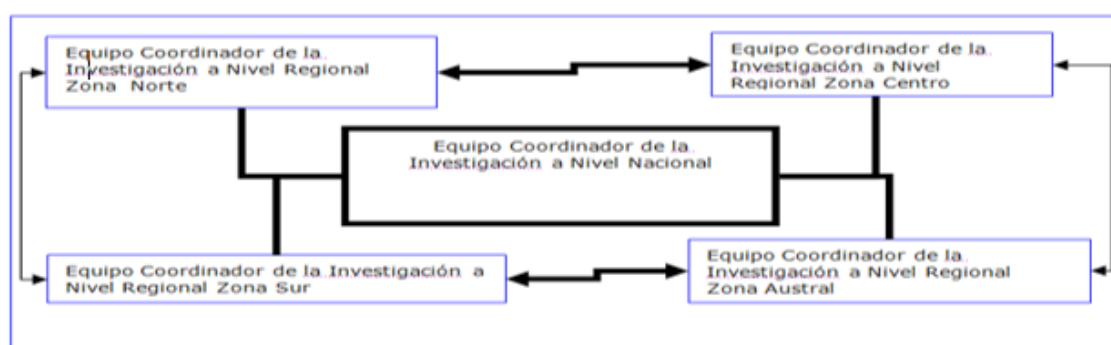 Equipo Coordinador de la
Investigación a Nivel Regional
Zona Norte
Equipo Coordinador de la
Investigación a Nivel
Regional Zona Centro
Equipo Coordinador de la
Investigación a Nivel Nacional
Equipo Coordinador de la Investigación a
Nivel Regional Zona Sur
Equipo Coordinador de la
Investigación a Nivel Regional
Zona Austral